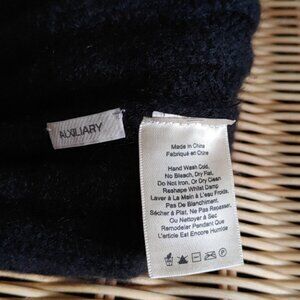 AUXILIARY
Made in China
Fabriqué en Chine
Hand Wash Cold,
No Bleach, Dry Flat,
Do Not Iron, Or Dry Clean
Reshape Whilst Damp
Laver à La Main à L'eau Froids,
Pas De Blanchiment,
Sécher à Plat, Ne Pas Repasser,
Ou Nettoyer à Sec
Remodeler Pendant Que
L'article Est Encore Humide